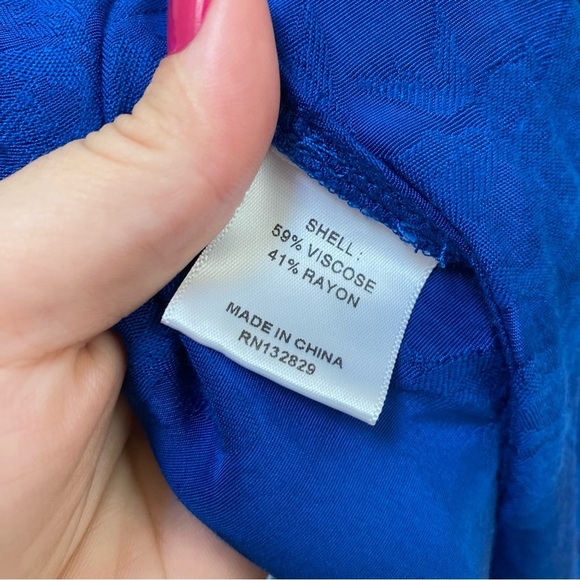 SHELL :
59% VISCOSE
41% RAYON
MADE IN CHINA
RN132829